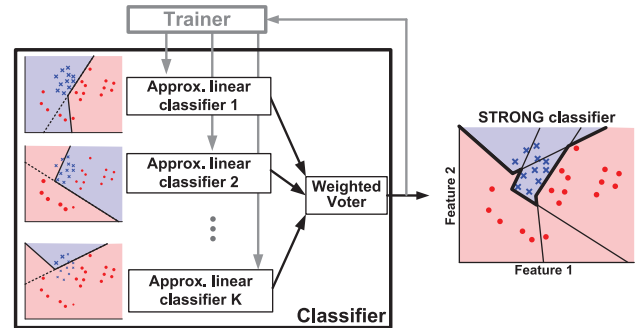 Trainer
Approx. linear
classifier 1
Approx. linear
classifier 2
Approx. linear
classifier K
Weighted
Voter
Classifier
STRONG classifier
Feature 2
Feature 1